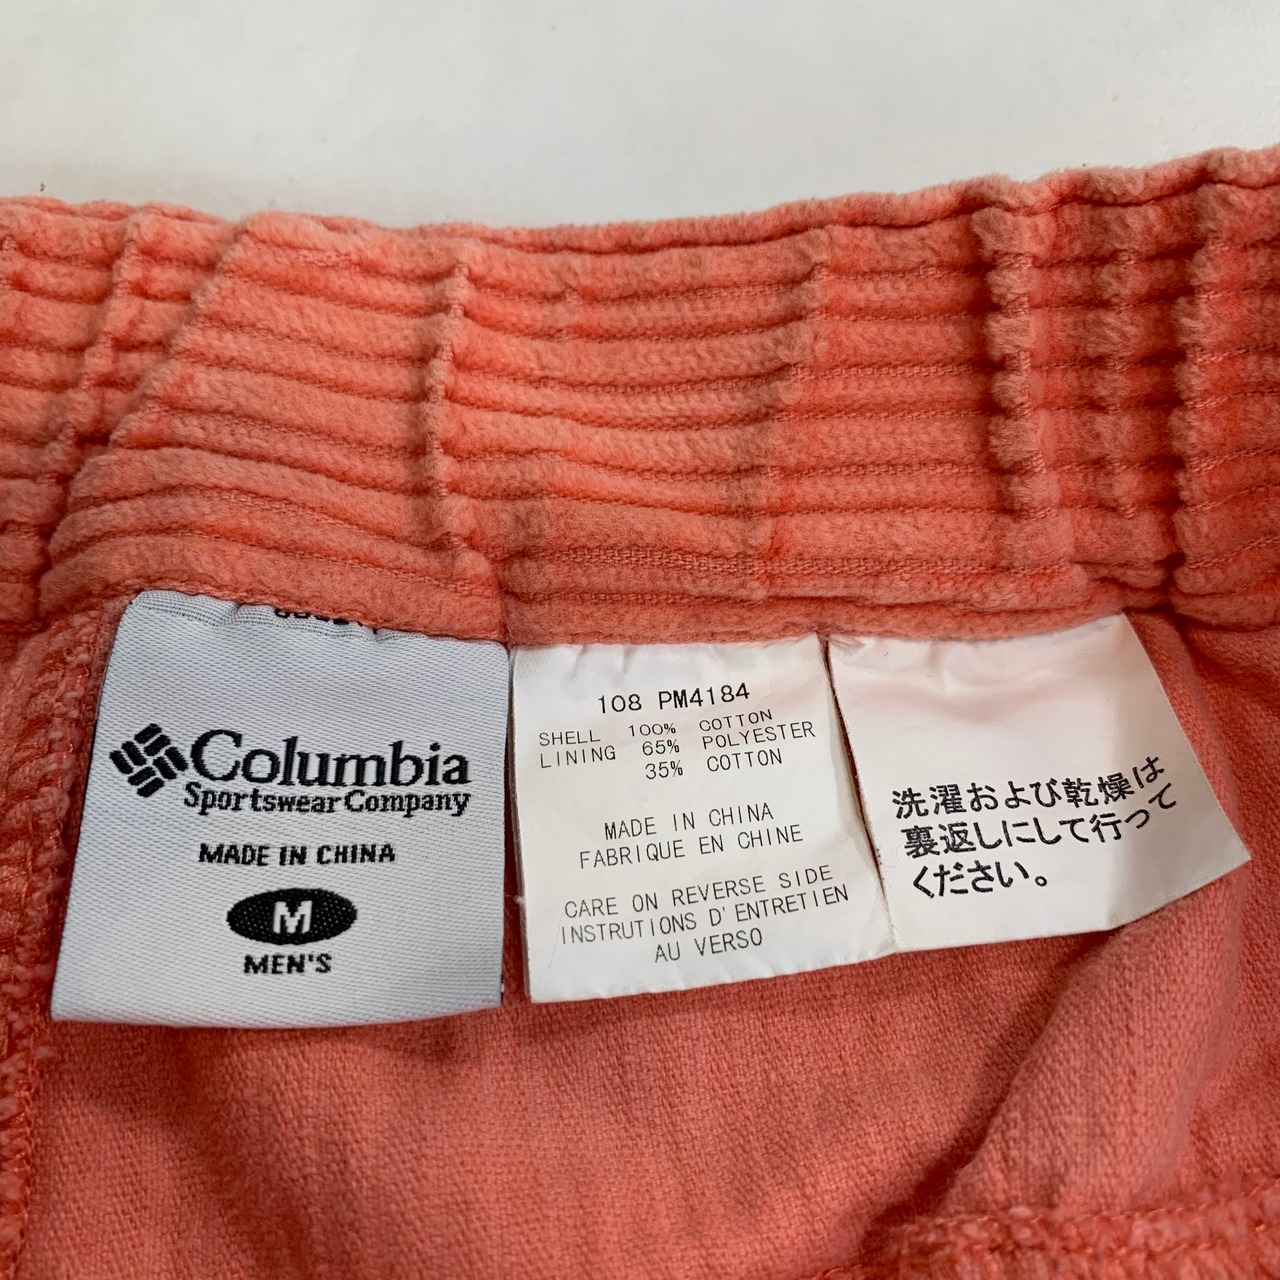 Columbia
Sportswear Company
MADE IN CHINA
M
MEN'S
108 PM4184
SHELL 100% COTTON
LINING 65% POLYESTER
35% COTTON
MADE IN CHINA
FABRIQUE EN CHINE
CARE ON REVERSE SIDE
INSTRUTIONS D'ENTRETIEN
AU VERSO
洗濯および乾燥は
裏返しにして行って
ください。